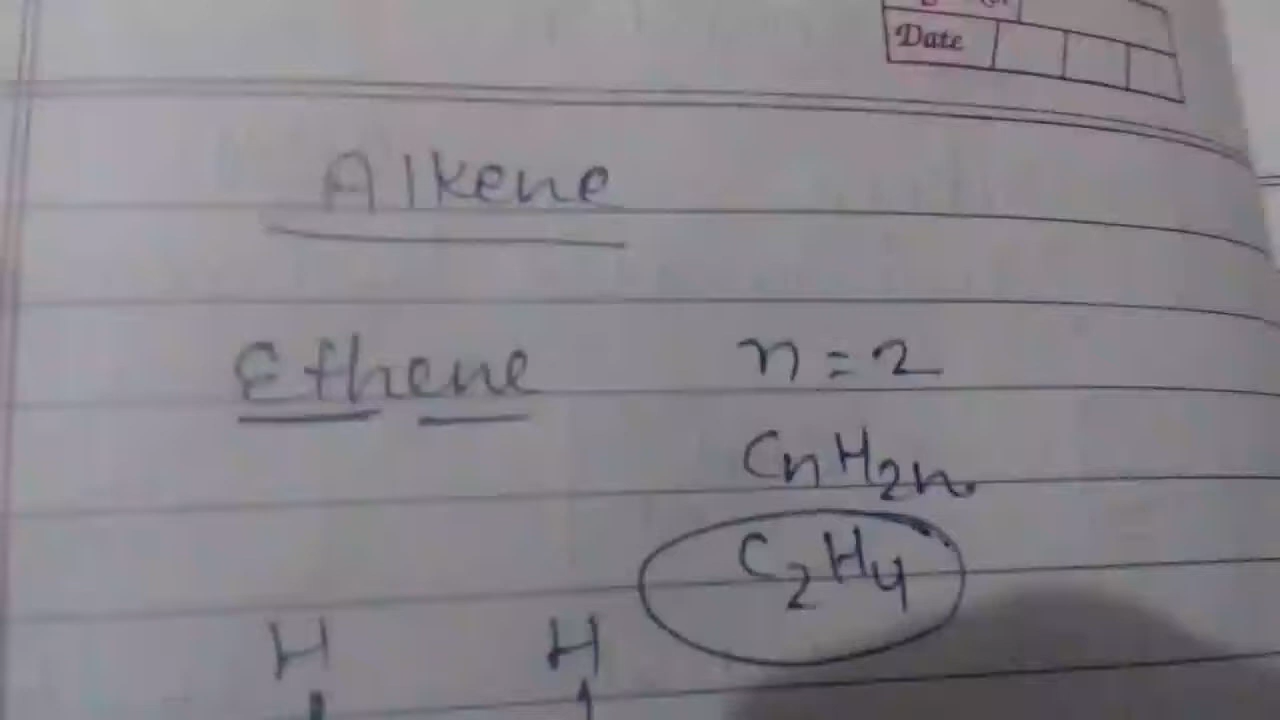 Date
Alkene
Ethene n = 2
CnH2n
C2H4
H H